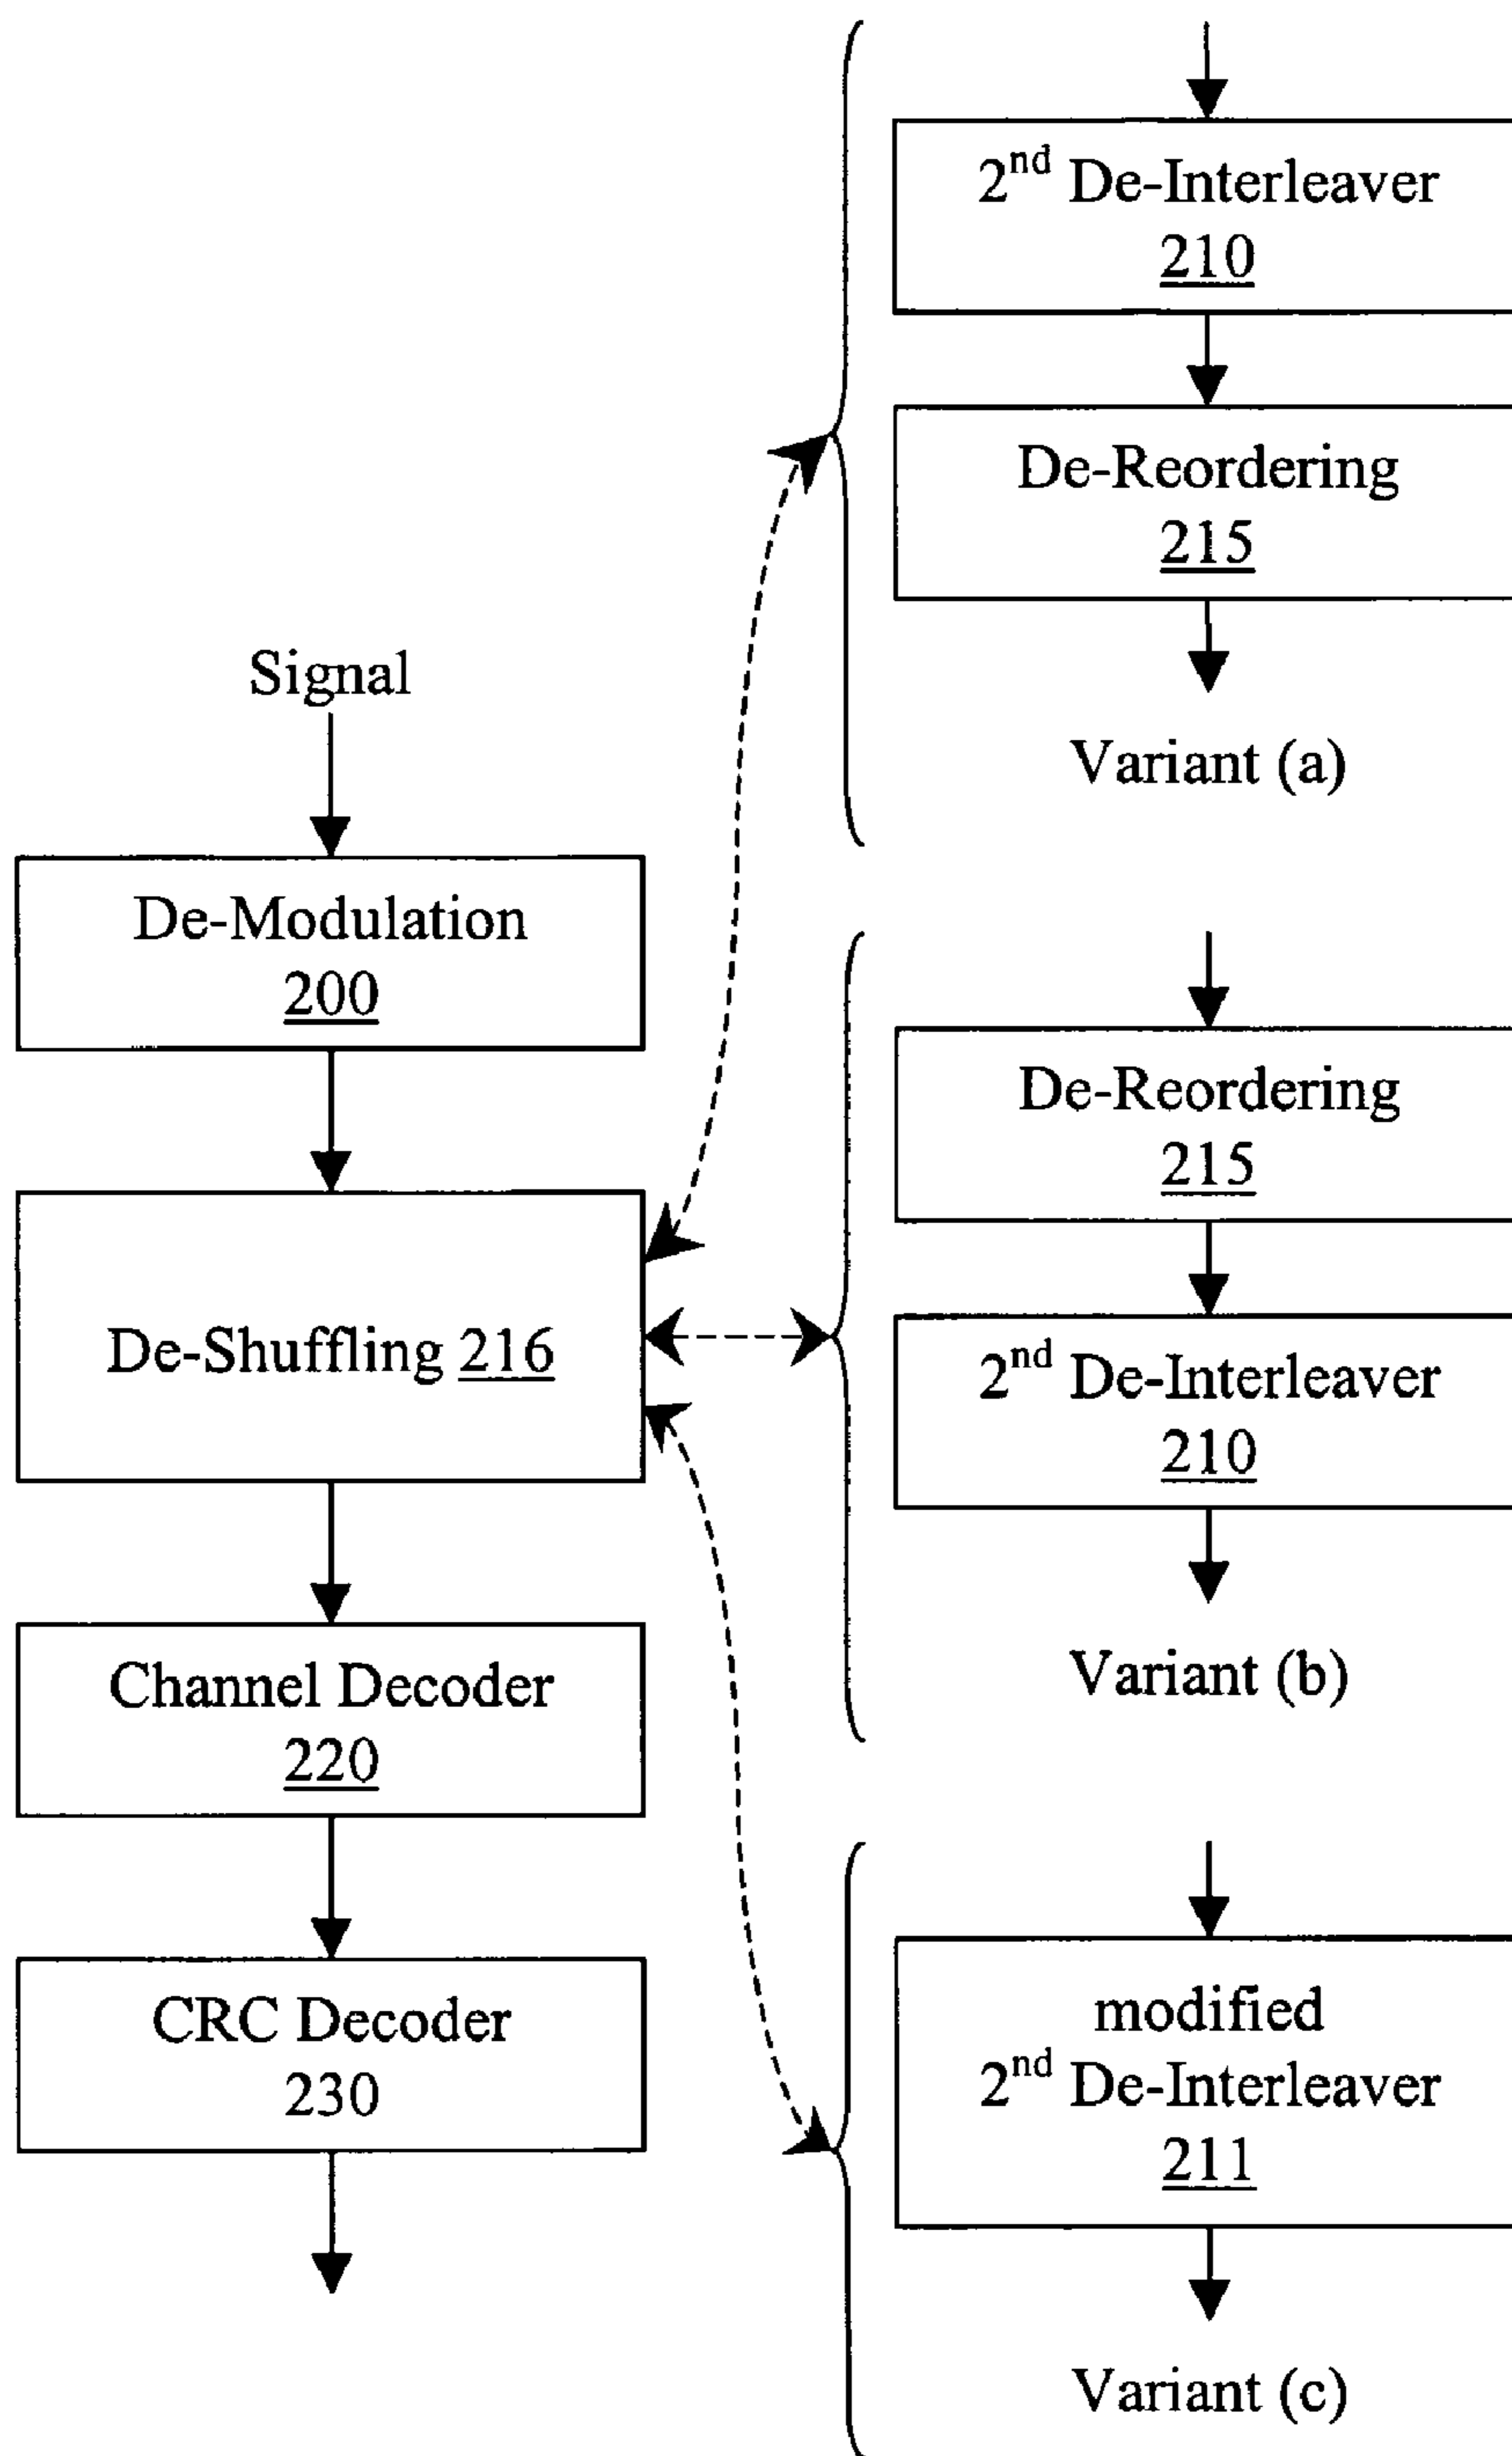 Signal
De-Modulation
200
De-Shuffling 216
Channel Decoder
220
CRC Decoder
230
2nd De-Interleaver
210
De-Reordering
215
Variant (a)
De-Reordering
215
2nd De-Interleaver
210
Variant (b)
modified
2nd De-Interleaver
211
Variant (c)